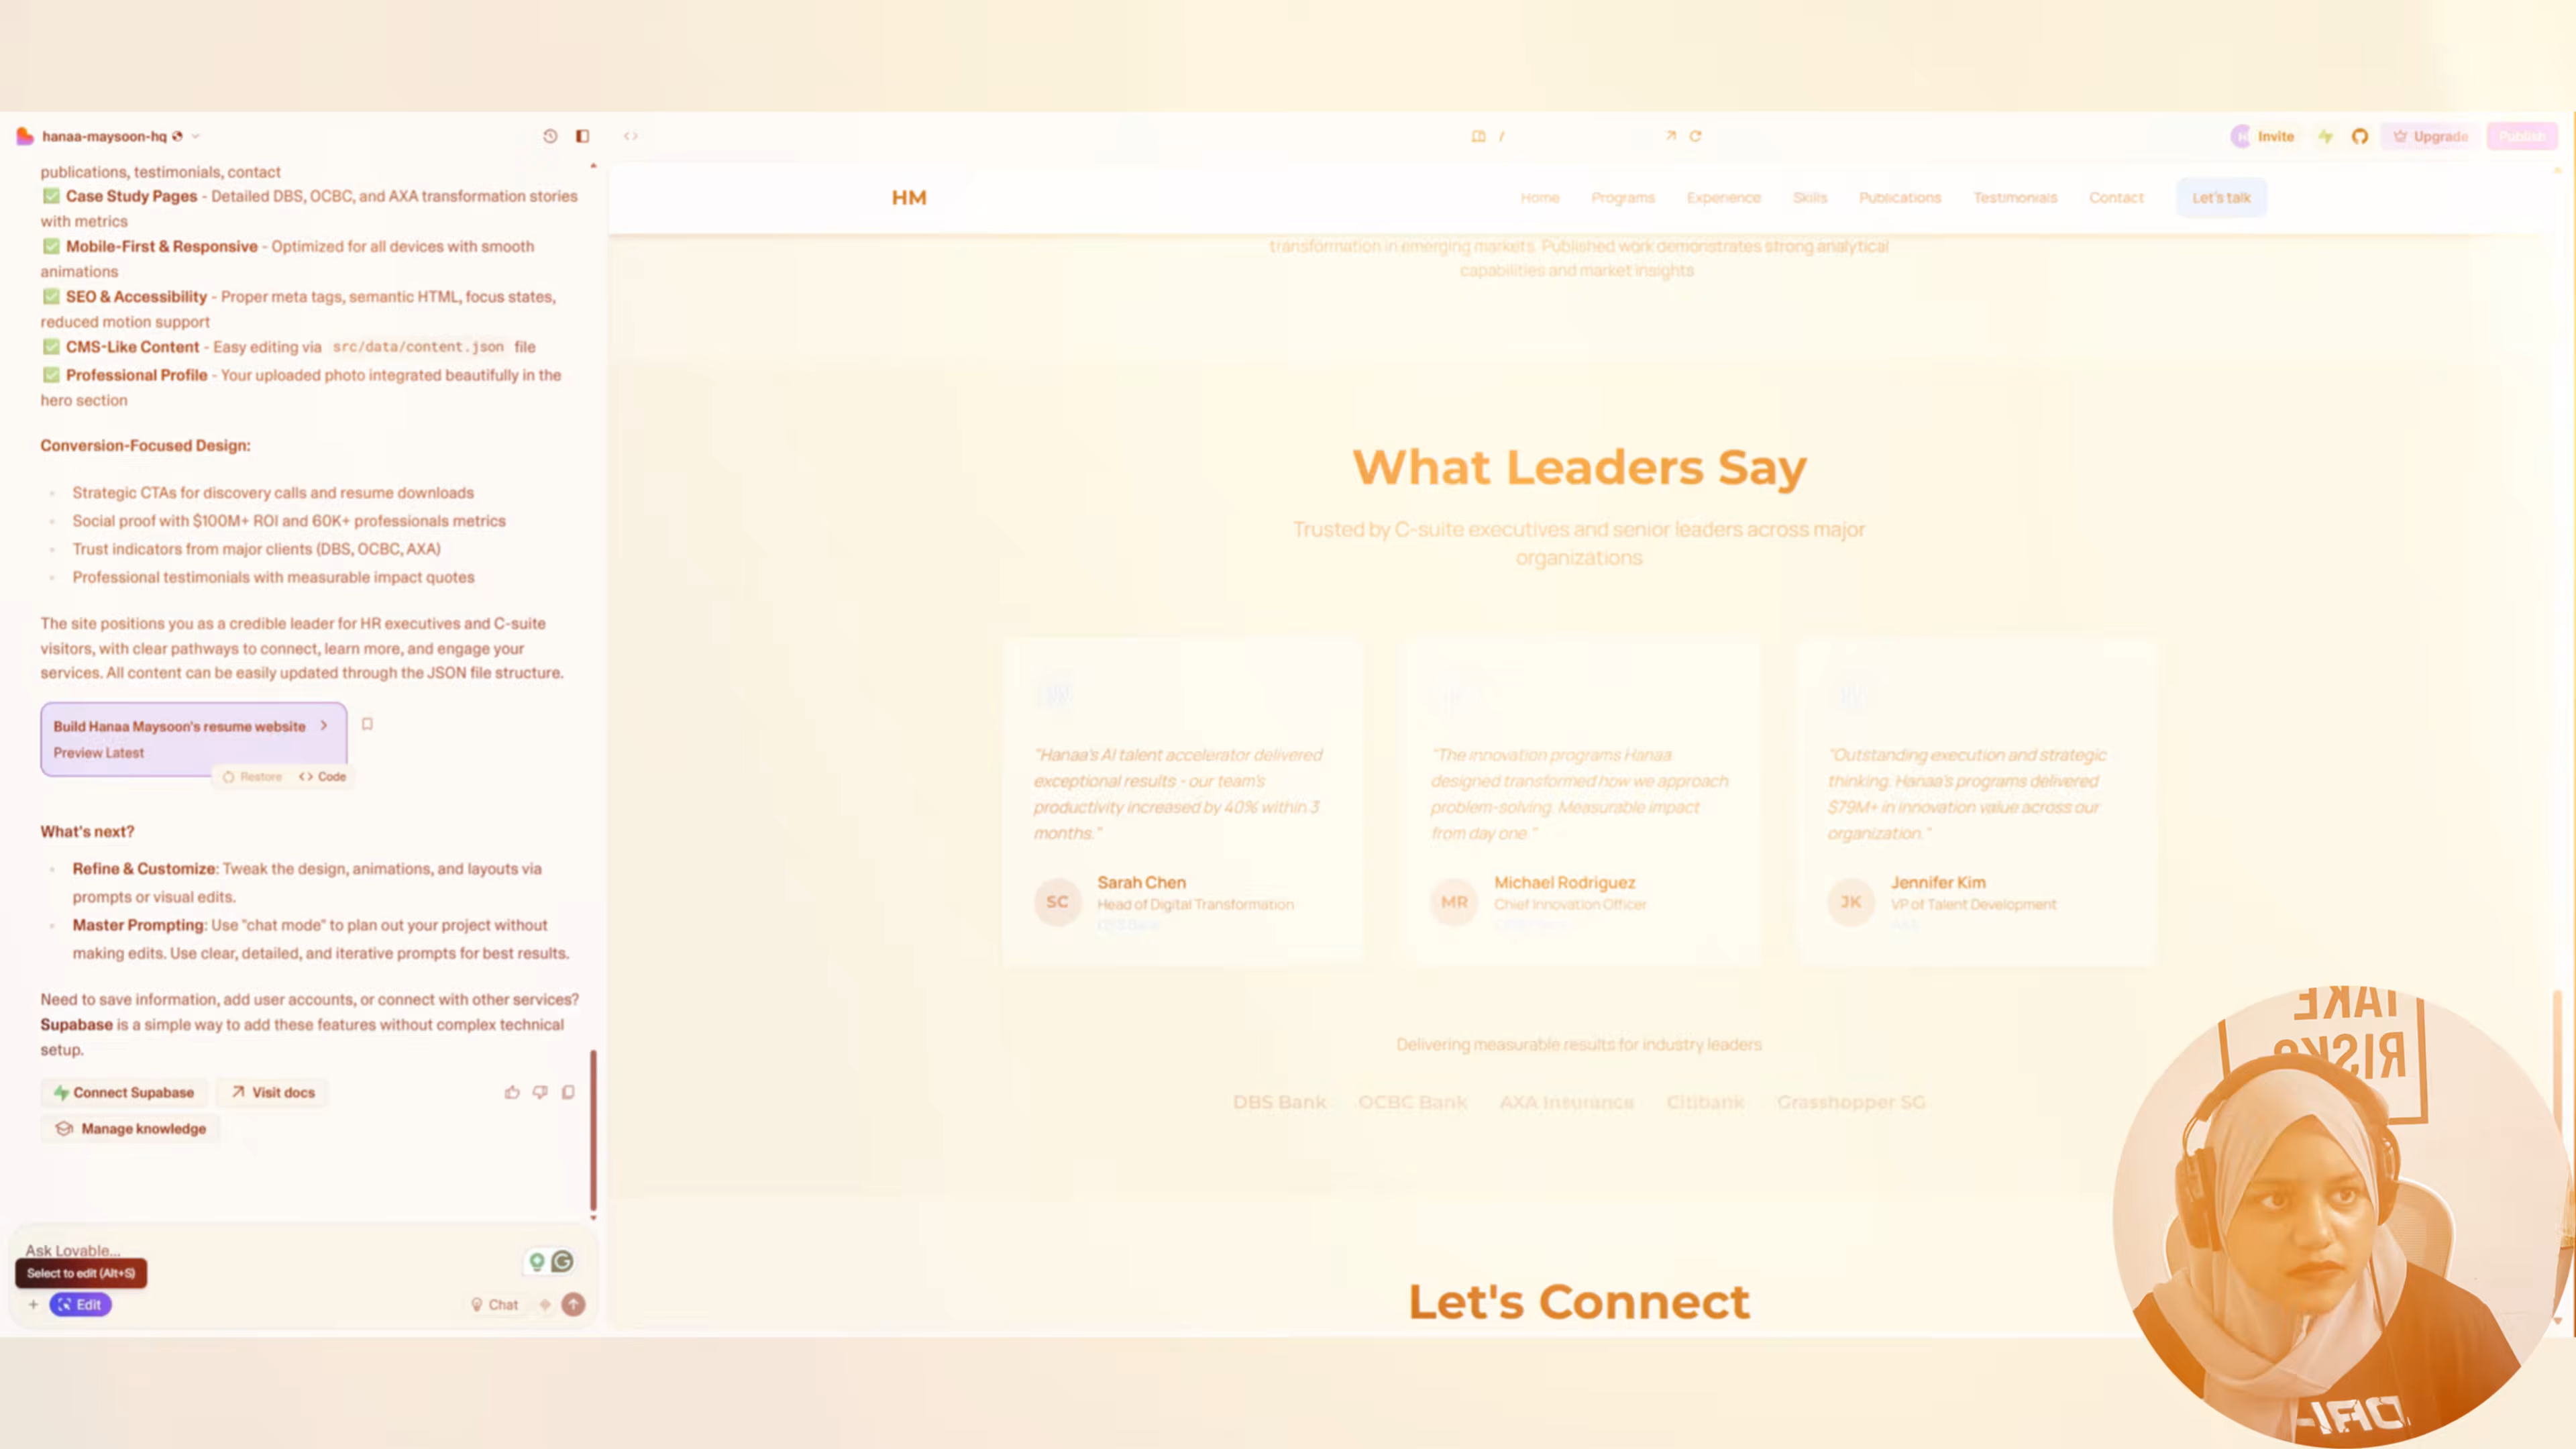 hanaa-maysoon-hq
publications, testimonials, contact
✅ Case Study Pages - Detailed DBS, OCBC, and AXA transformation stories
with metrics
✅ Mobile-First & Responsive - Optimized for all devices with smooth
animations
✅ SEO & Accessibility - Proper meta tags, semantic HTML, focus states,
reduced motion support
✅ CMS-Like Content - Easy editing via src/data/content.json file
✅ Professional Profile - Your uploaded photo integrated beautifully in the
hero section
Conversion-Focused Design:
Strategic CTAs for discovery calls and resume downloads
Social proof with $100M+ ROI and 60K+ professionals metrics
Trust indicators from major clients (DBS, OCBC, AXA)
Professional testimonials with measurable impact quotes
The site positions you as a credible leader for HR executives and C-suite
visitors, with clear pathways to connect, learn more, and engage your
services. All content can be easily updated through the JSON file structure.
Build Hanaa Maysoon's resume website
Preview Latest
Restore <> Code
What's next?
Refine & Customize: Tweak the design, animations, and layouts via
prompts or visual edits.
Master Prompting: Use "chat mode" to plan out your project without
making edits. Use clear, detailed, and iterative prompts for best results.
Need to save information, add user accounts, or connect with other services?
Supabase is a simple way to add these features without complex technical
setup.
Connect Supabase Visit docs
Manage knowledge
Ask Lovable...
Select to edit (Alt+S)
+ Edit Chat
/ H Invite Upgrade Publish
HM Home Programs Experience Skills Publications Testimonials Contact Let's talk
transformation in emerging markets. Published work demonstrates strong analytical
capabilities and market insights
What Leaders Say
Trusted by C-suite executives and senior leaders across major
organizations
"Hanaa's AI talent accelerator delivered
exceptional results - our team's
productivity increased by 40% within 3
months."
SC Sarah Chen
Head of Digital Transformation
DBS Bank
"The innovation programs Hanaa
designed transformed how we approach
problem-solving. Measurable impact
from day one."
MR Michael Rodriguez
Chief Innovation Officer
"Outstanding execution and strategic
thinking. Hanaa's programs delivered
$79M+ in innovation value across our
organization."
JK Jennifer Kim
VP of Talent Development
AXA
Delivering measurable results for industry leaders
DBS Bank OCBC Bank AXA Insurance Citibank Grasshopper SG
Let's Connect
TAKE
RISKS